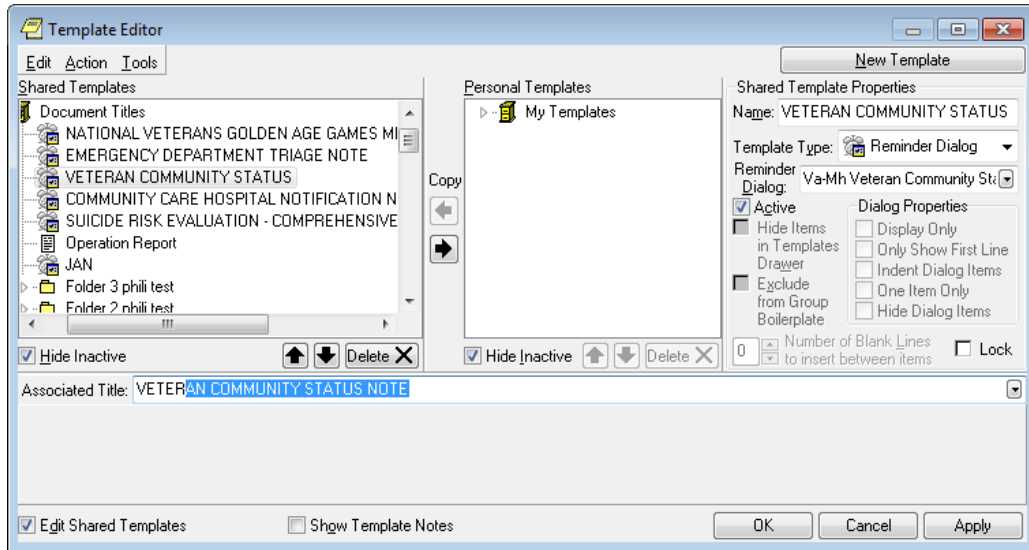 Template Editor
Edit Action Tools
New Template
Shared Templates
Document Titles
NATIONAL VETERANS GOLDEN AGE GAMES MI
EMERGENCY DEPARTMENT TRIAGE NOTE
VETERAN COMMUNITY STATUS
COMMUNITY CARE HOSPITAL NOTIFICATION N
SUICIDE RISK EVALUATION - COMPREHENSIVE
Operation Report
JAN
Folder 3 phili test
Folder 2 phili test
Hide Inactive
Delete
Copy
Personal Templates
My Templates
Hide Inactive
Delete
Shared Template Properties
Name: VETERAN COMMUNITY STATUS
Template Type: Reminder Dialog
Reminder
Dialog: Va-Mh Veteran Community Sta
Active
Hide Items
in Templates
Drawer
Exclude
from Group
Boilerplate
Dialog Properties
Display Only
Only Show First Line
Indent Dialog Items
One Item Only
Hide Dialog Items
0 Number of Blank Lines
to insert between items
Lock
Associated Title: VETERAN COMMUNITY STATUS NOTE
Edit Shared Templates
Show Template Notes
OK
Cancel
Apply